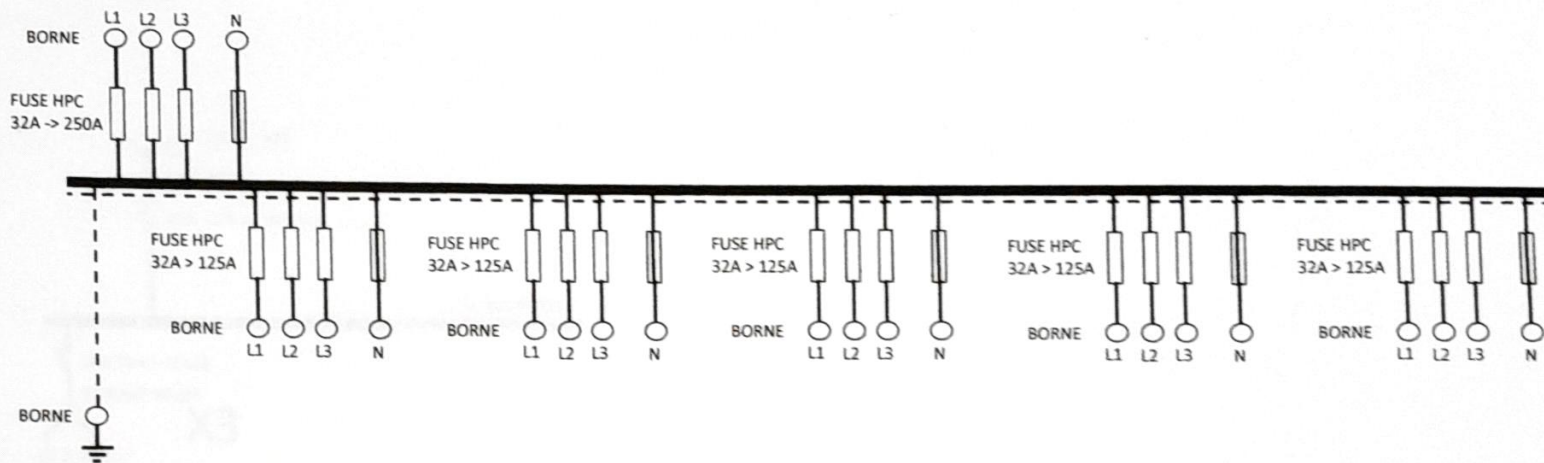 L1 L2 L3 N
BORNE
FUSE HPC
32A -> 250A
FUSE HPC
32A > 125A
BORNE
L1 L2 L3 N
FUSE HPC
32A > 125A
BORNE
L1 L2 L3 N
FUSE HPC
32A > 125A
BORNE
L1 L2 L3 N
FUSE HPC
32A > 125A
BORNE
L1 L2 L3 N
FUSE HPC
32A > 125A
BORNE
L1 L2 L3 N
BORNE